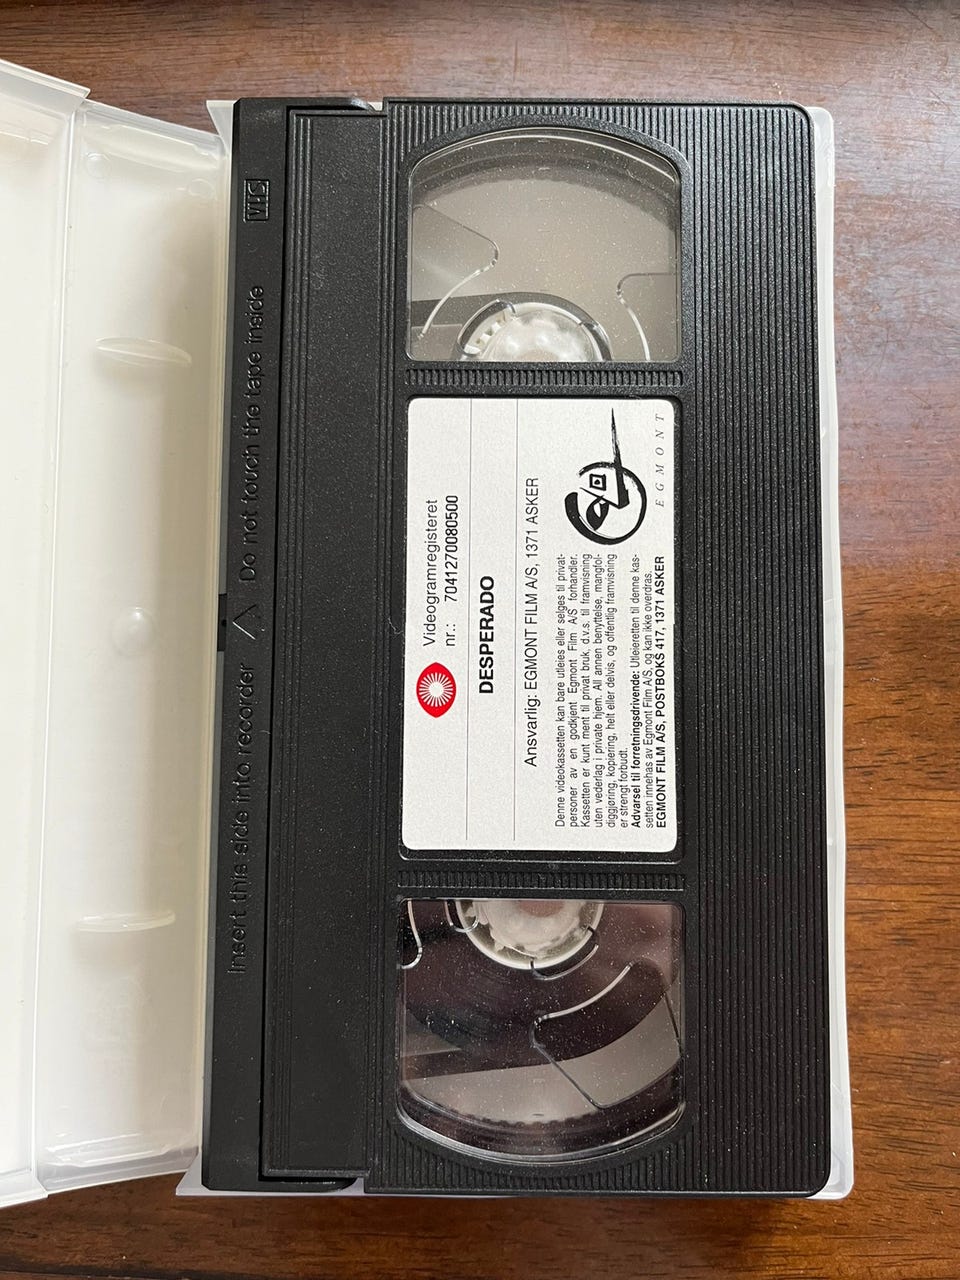 VHS
Insert this side into recorder △ Do not touch the tape inside
Videogramregisteret
nr.: 7041270080500
DESPERADO
Ansvarlig: EGMONT FILM A/S, 1371 ASKER
Denne videokassetten kan bare utleies eller selges til privat-
personer av en godkjent Egmont Film A/S forhandler.
Kassetten er kunt ment til privat bruk, d.v.s. til framvisning
uten vederlag i private hjem. All annen benyttelse, mangfol-
diggjøring, kopiering, helt eller delvis, og offentlig framvisning
er strengt forbudt.
Advarsel til forretningsdrivende: Utleieretten til denne kas-
setten innehas av Egmont Film A/S, og kan ikke overdras.
EGMONT FILM A/S, POSTBOKS 417, 1371 ASKER
EGMONT